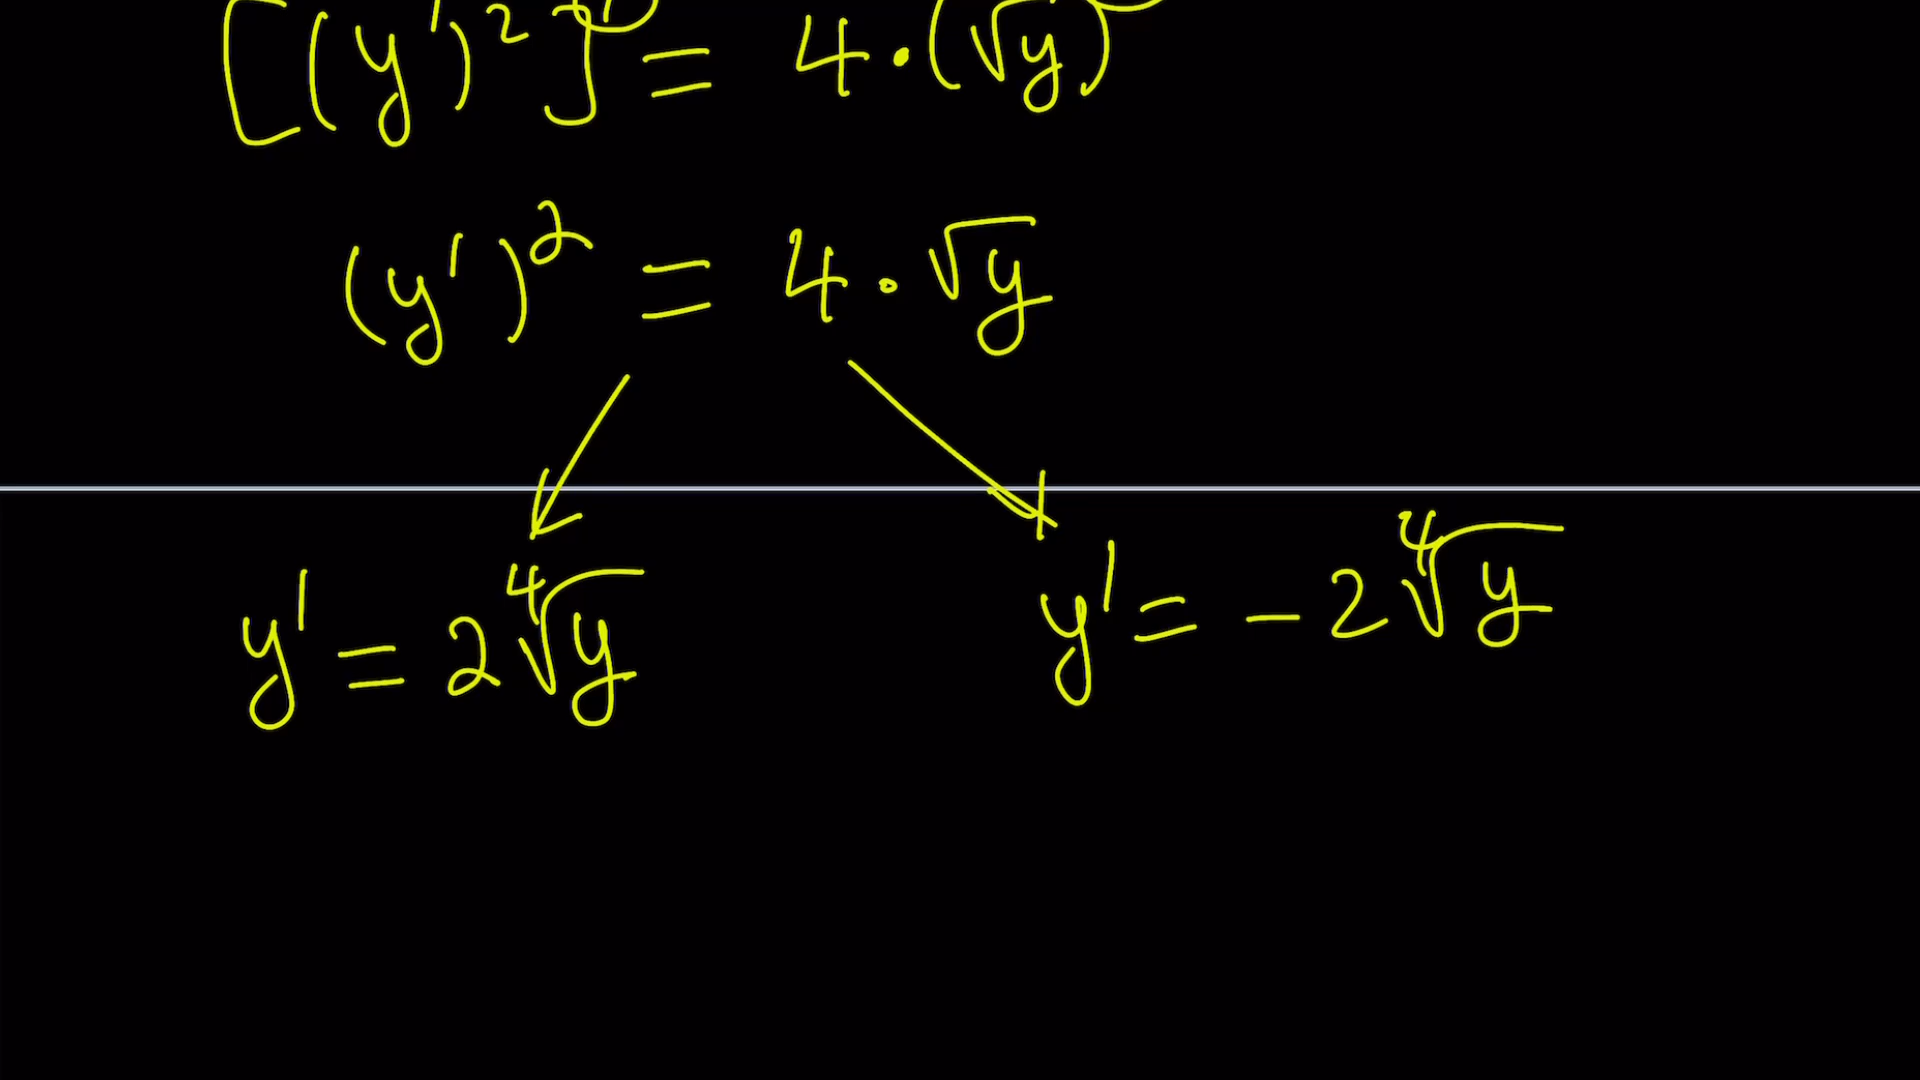 [(y')²]' = 4·(√y)'
(y')² = 4·√y
y' = 2∜y y' = -2∜y